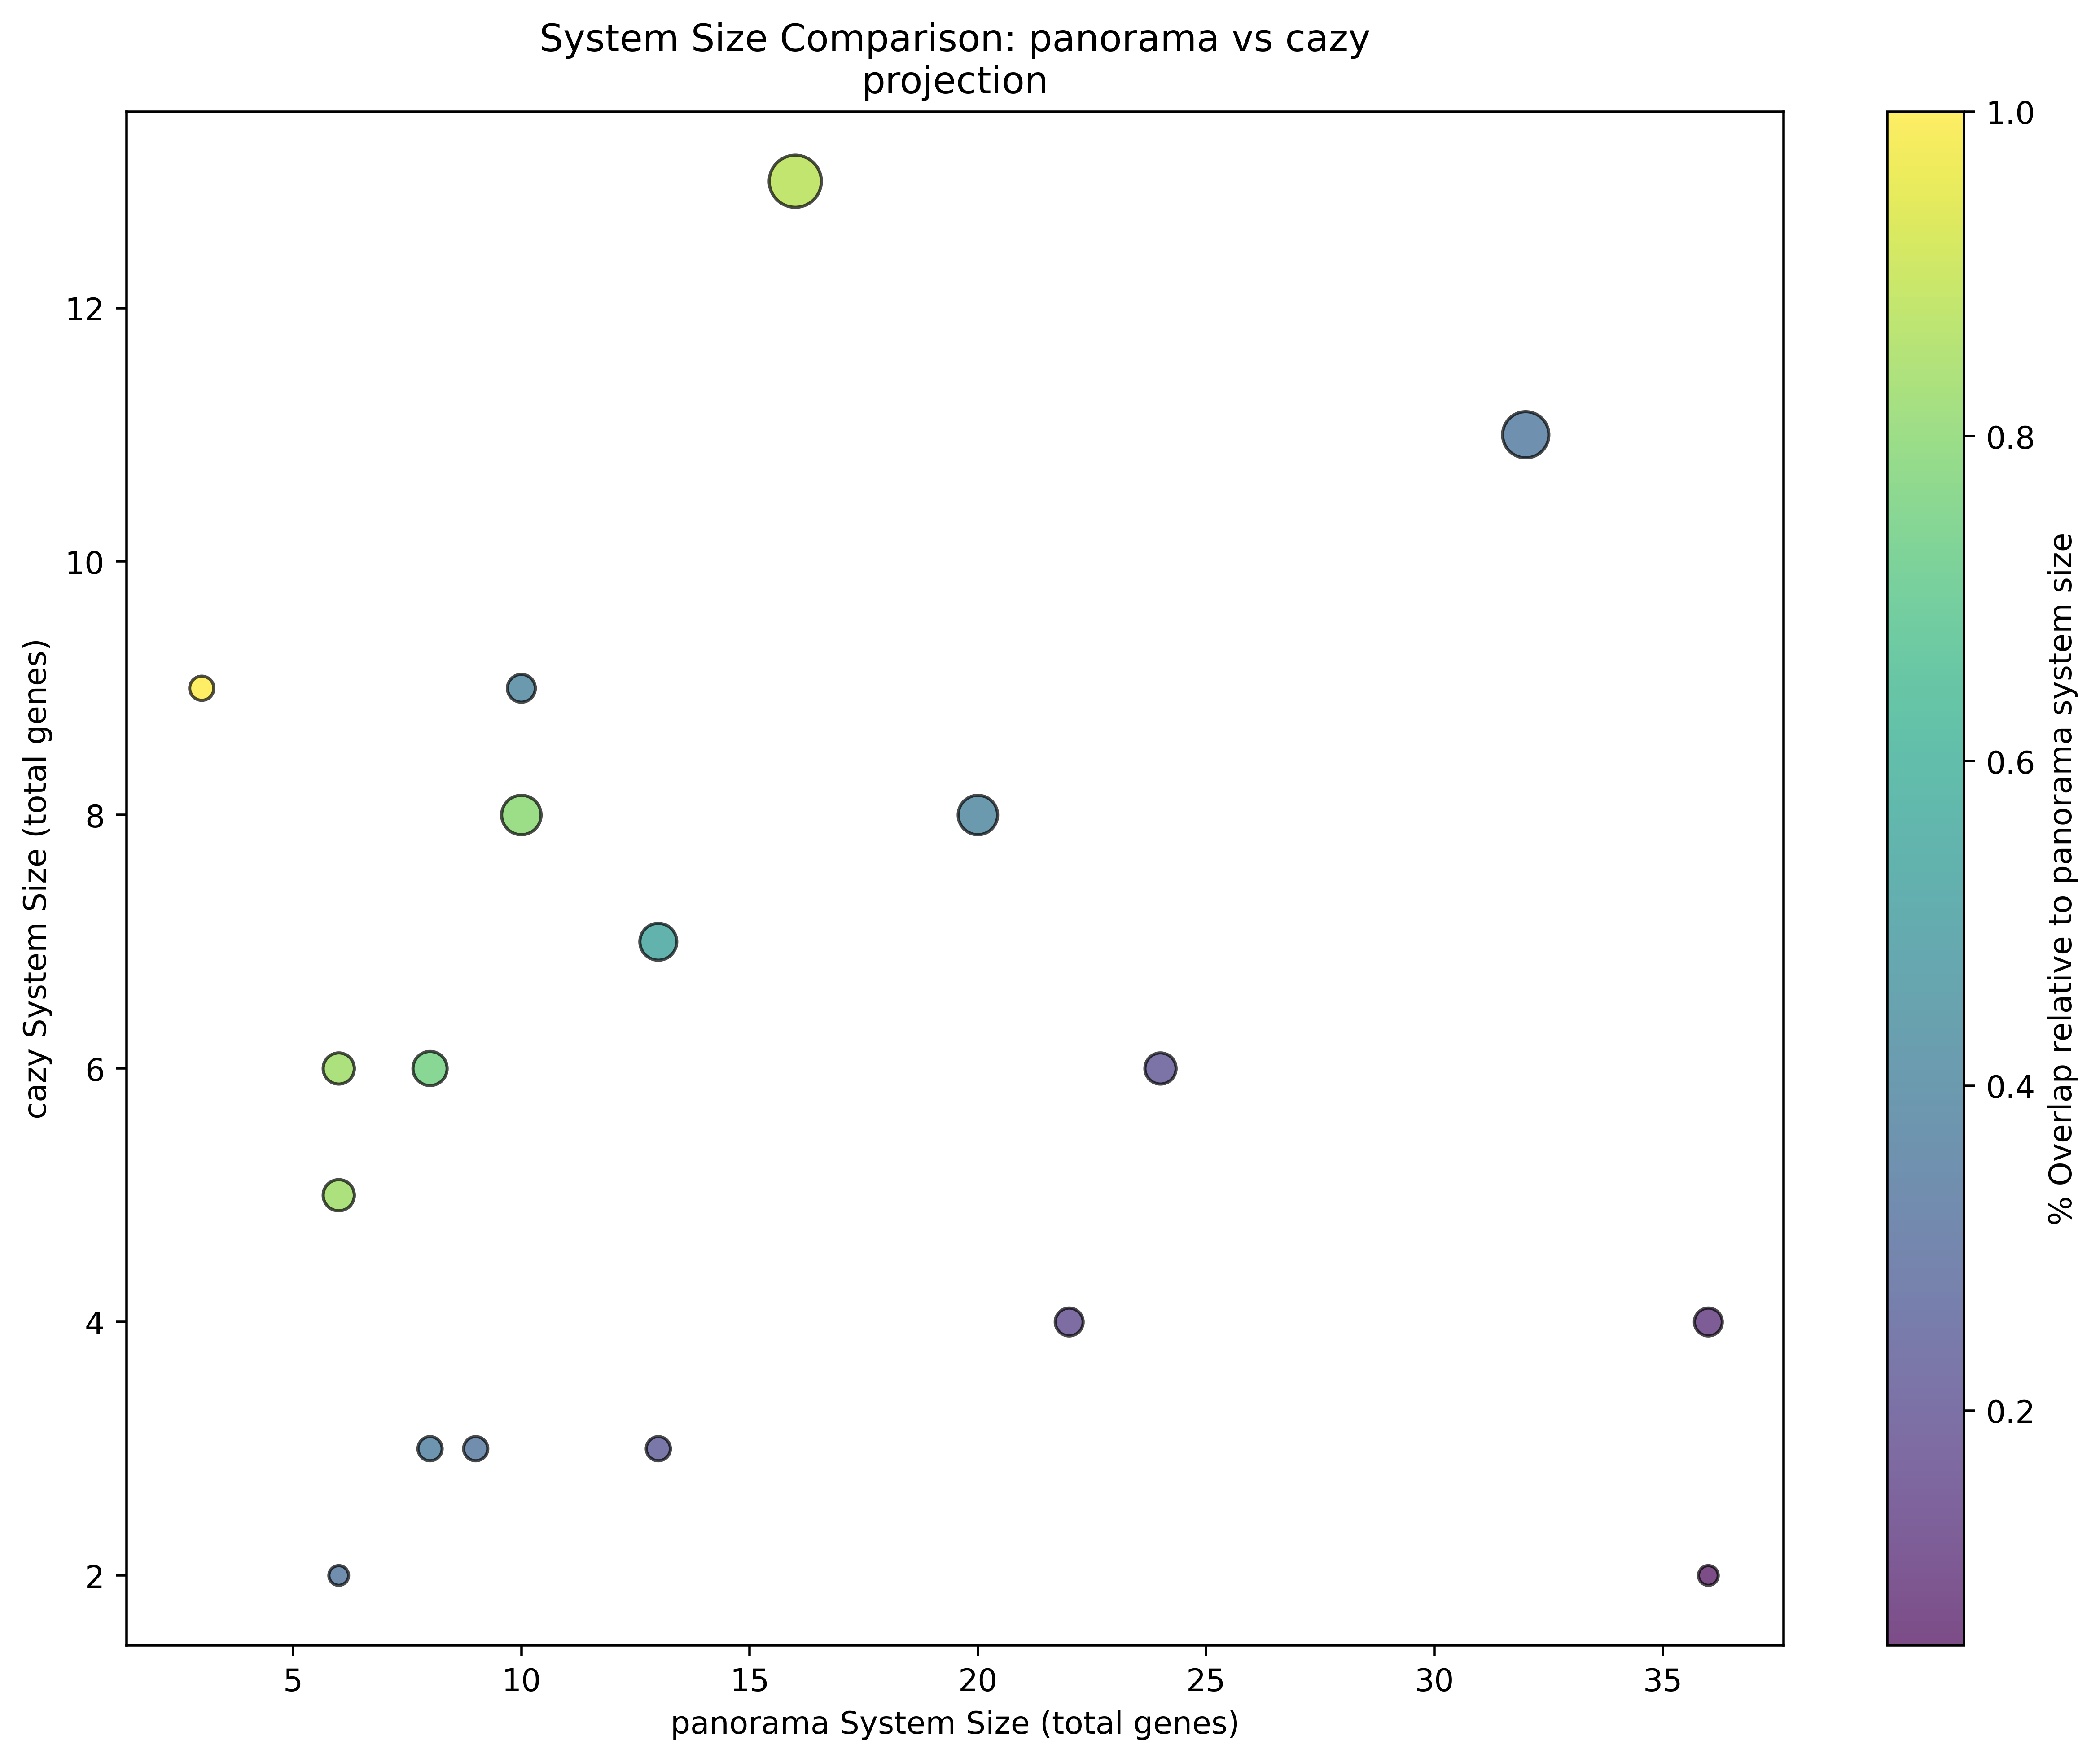 System Size Comparison: panorama vs cazy
projection
cazy System Size (total genes)
12
10
8
6
4
2
5 10 15 20 25 30 35
panorama System Size (total genes)
1.0
0.8
0.6
0.4
0.2
% Overlap relative to panorama system size